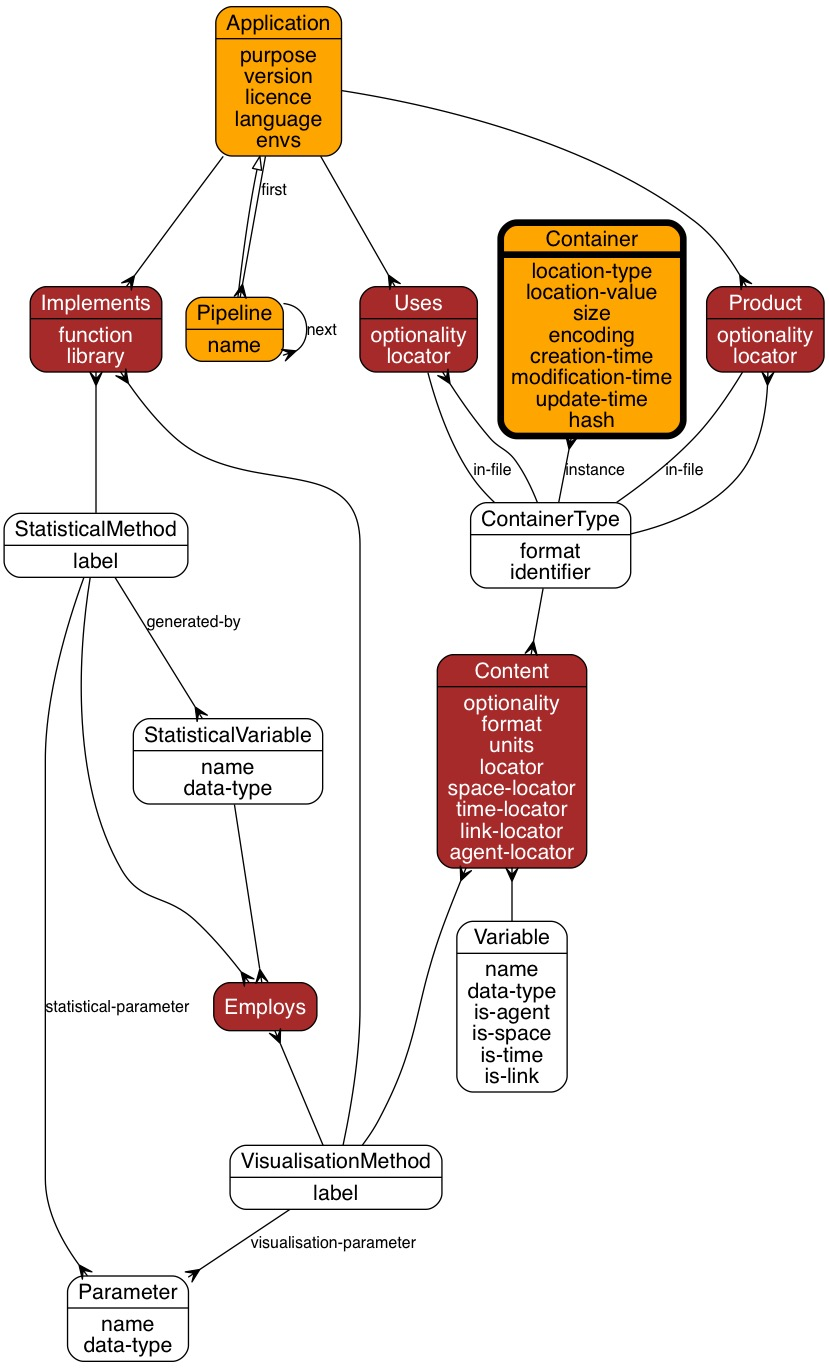 Application
purpose
version
licence
language
envs
first
Container
location-type
location-value
size
encoding
creation-time
modification-time
update-time
hash
Implements
function
library
Pipeline
name
next
Uses
optionality
locator
Product
optionality
locator
in-file
instance
in-file
StatisticalMethod
label
ContainerType
format
identifier
generated-by
Content
optionality
format
units
locator
space-locator
time-locator
link-locator
agent-locator
StatisticalVariable
name
data-type
Variable
name
data-type
is-agent
is-space
is-time
is-link
statistical-parameter
Employs
VisualisationMethod
label
visualisation-parameter
Parameter
name
data-type